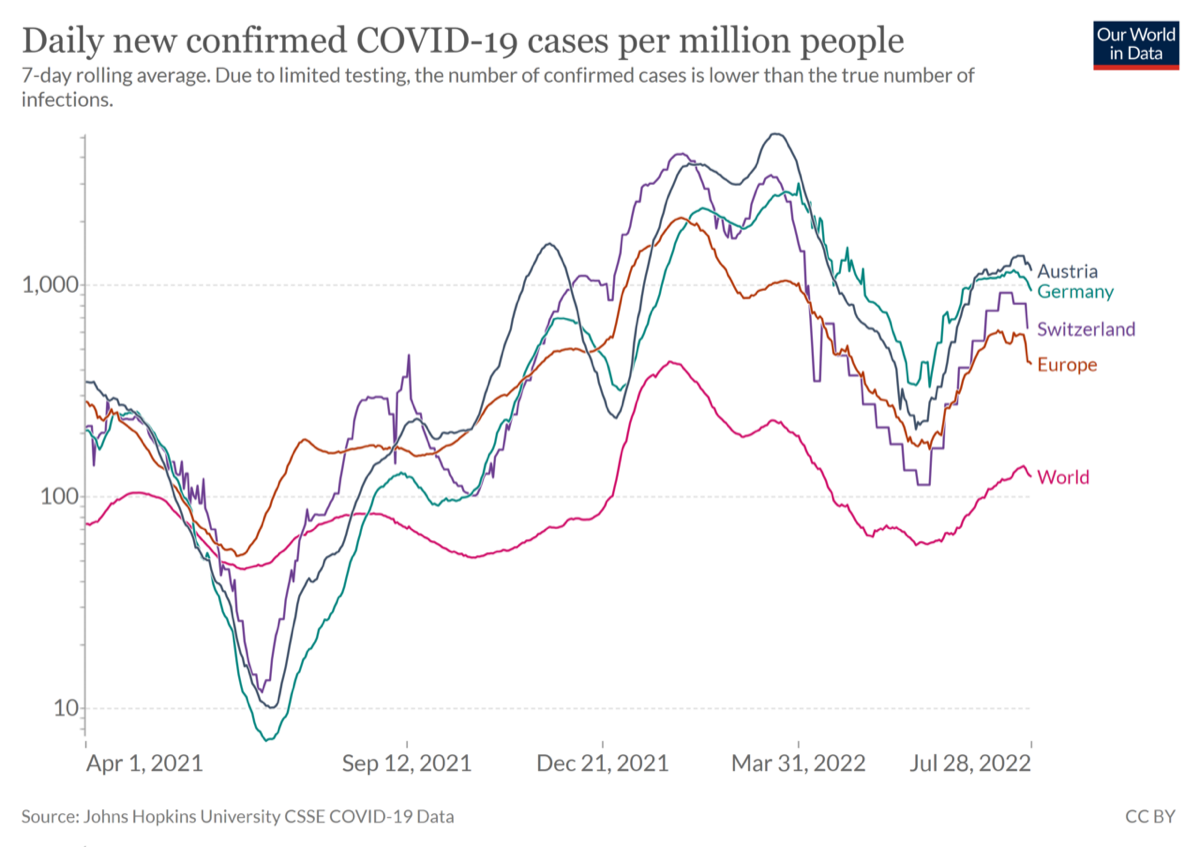 Daily new confirmed COVID-19 cases per million people
Our World
in Data
7-day rolling average. Due to limited testing, the number of confirmed cases is lower than the true number of
infections.
1,000
100
10
Austria
Germany
Switzerland
Europe
World
Apr 1, 2021
Sep 12, 2021
Dec 21, 2021
Mar 31, 2022
Jul 28, 2022
Source: Johns Hopkins University CSSE COVID-19 Data
CC BY